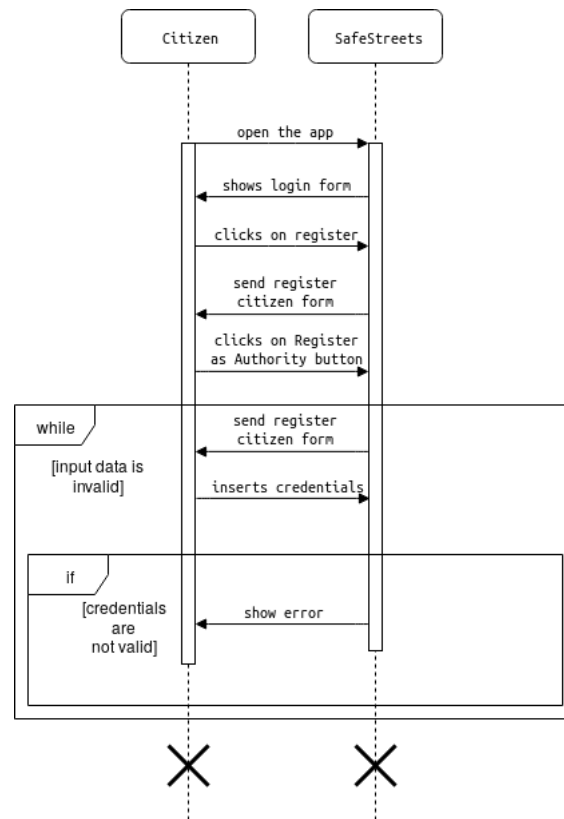 Citizen
SafeStreets
open the app
shows login form
clicks on register
send register
citizen form
clicks on Register
as Authority button
while
send register
citizen form
[input data is
invalid]
inserts credentials
if
[credentials
are
not valid]
show error